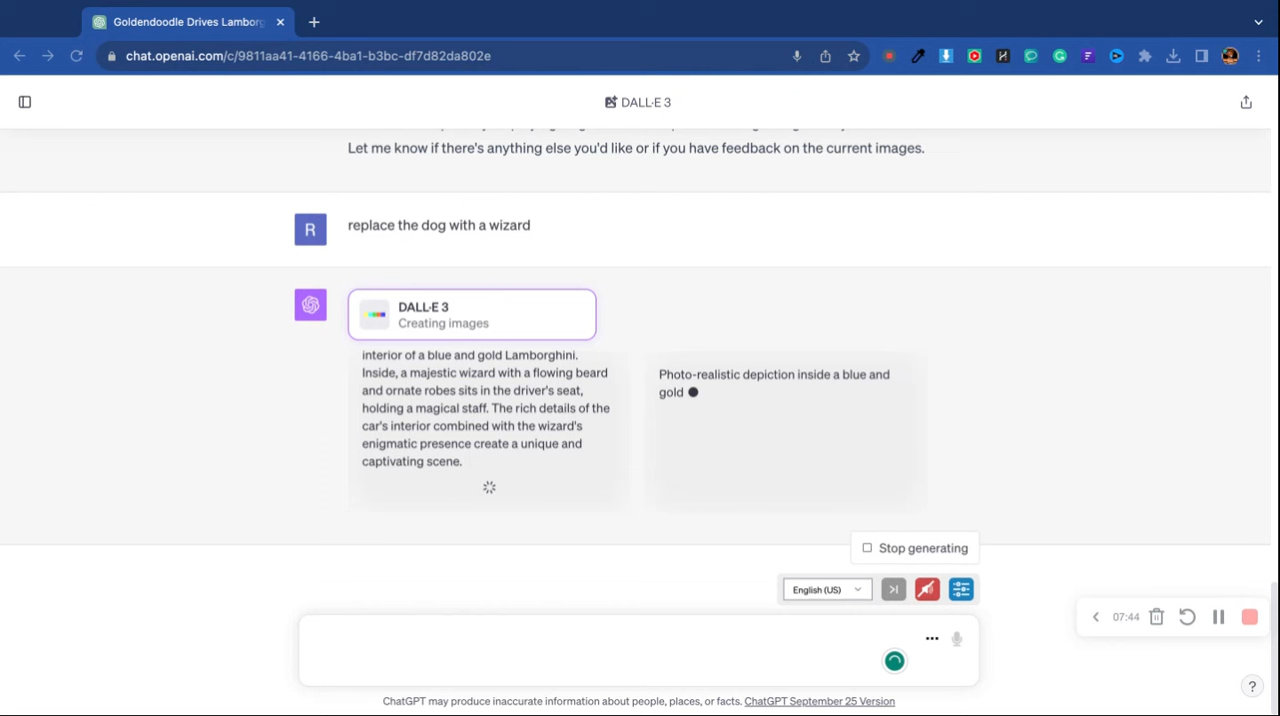 Goldendoodle Drives Lamborg
chat.openai.com/c/9811aa41-4166-4ba1-b3bc-df7d82da802e
DALL·E 3
Let me know if there's anything else you'd like or if you have feedback on the current images.
R
replace the dog with a wizard
DALL·E 3
Creating images
interior of a blue and gold Lamborghini.
Inside, a majestic wizard with a flowing beard
and ornate robes sits in the driver's seat,
holding a magical staff. The rich details of the
car's interior combined with the wizard's
enigmatic presence create a unique and
captivating scene.
Photo-realistic depiction inside a blue and
gold
Stop generating
English (US)
07:44
ChatGPT may produce inaccurate information about people, places, or facts. ChatGPT September 25 Version
?